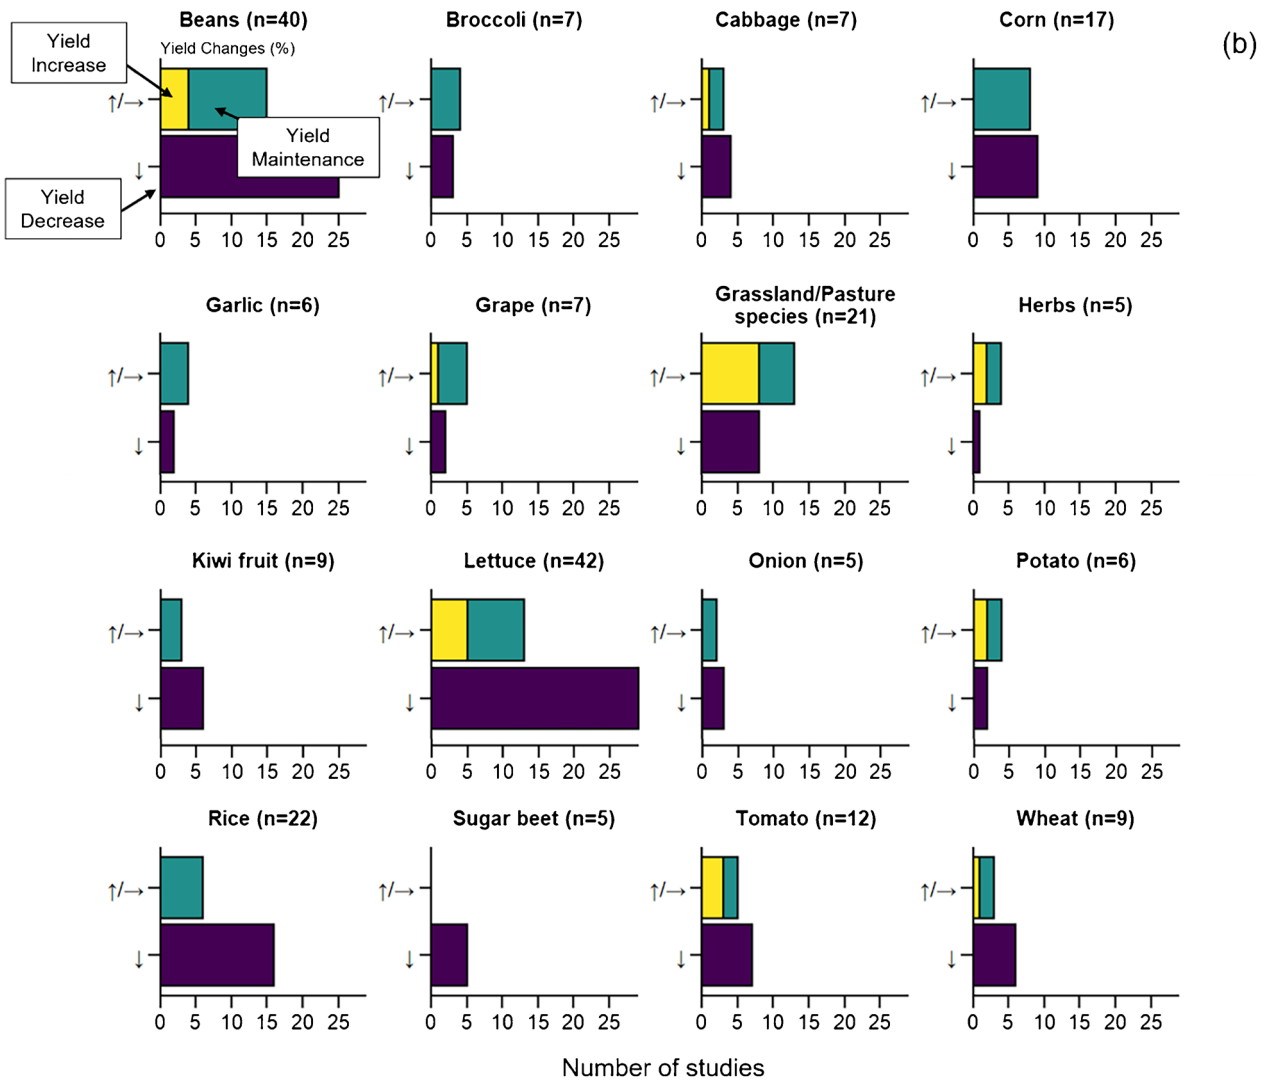 Beans (n=40)
Broccoli (n=7)
Cabbage (n=7)
Corn (n=17)
(b)
Yield
Increase
Yield Changes (%)
↑/→
↑/→
↑/→
↑/→
Yield
Maintenance
↓
↓
↓
↓
Yield
Decrease
0 5 10 15 20 25
0 5 10 15 20 25
0 5 10 15 20 25
0 5 10 15 20 25
Garlic (n=6)
Grape (n=7)
Grassland/Pasture
species (n=21)
Herbs (n=5)
↑/→
↑/→
↑/→
↑/→
↓
↓
↓
↓
0 5 10 15 20 25
0 5 10 15 20 25
0 5 10 15 20 25
0 5 10 15 20 25
Kiwi fruit (n=9)
Lettuce (n=42)
Onion (n=5)
Potato (n=6)
↑/→
↑/→
↑/→
↑/→
↓
↓
↓
↓
0 5 10 15 20 25
0 5 10 15 20 25
0 5 10 15 20 25
0 5 10 15 20 25
Rice (n=22)
Sugar beet (n=5)
Tomato (n=12)
Wheat (n=9)
↑/→
↑/→
↑/→
↑/→
↓
↓
↓
↓
0 5 10 15 20 25
0 5 10 15 20 25
0 5 10 15 20 25
0 5 10 15 20 25
Number of studies